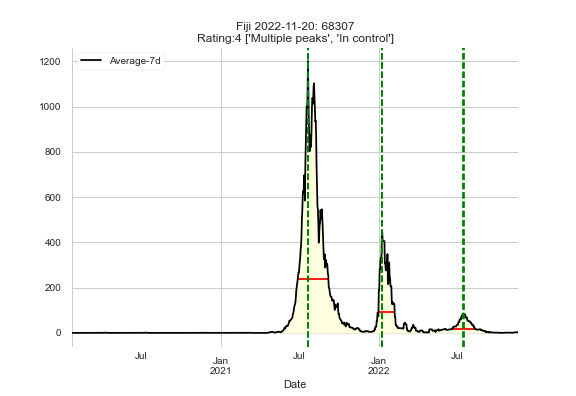 Fiji 2022-11-20: 68307
Rating:4 ['Multiple peaks', 'In control']
Average-7d
1200
1000
800
600
400
200
0
Jul
Jan
2021
Jul
Jan
2022
Jul
Date